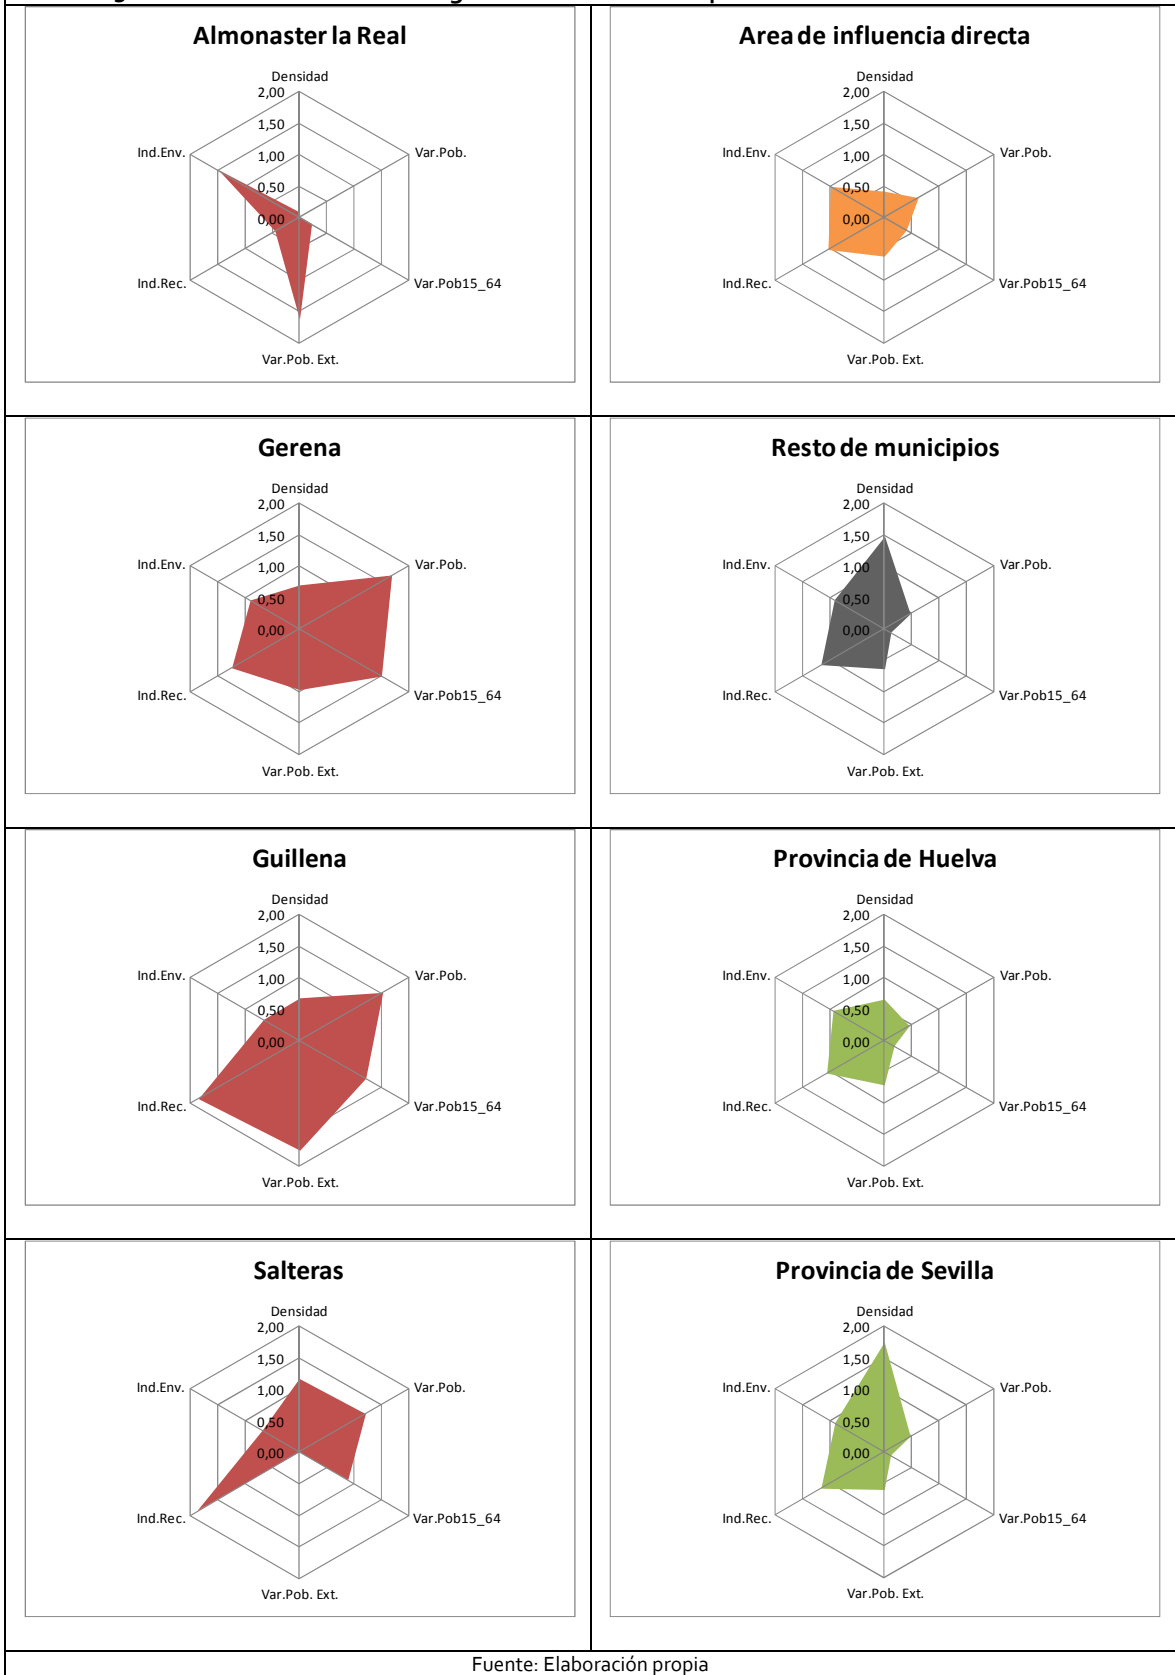 Almonaster la Real
Densidad
2,00
1,50
1,00
0,50
0,00
Var.Pob.
Var.Pob15_64
Var.Pob. Ext.
Ind.Rec.
Ind.Env.
Area de influencia directa
Densidad
2,00
1,50
1,00
0,50
0,00
Var.Pob.
Var.Pob15_64
Var.Pob. Ext.
Ind.Rec.
Ind.Env.
Gerena
Densidad
2,00
1,50
1,00
0,50
0,00
Var.Pob.
Var.Pob15_64
Var.Pob. Ext.
Ind.Rec.
Ind.Env.
Resto de municipios
Densidad
2,00
1,50
1,00
0,50
0,00
Var.Pob.
Var.Pob15_64
Var.Pob. Ext.
Ind.Rec.
Ind.Env.
Guillena
Densidad
2,00
1,50
1,00
0,50
0,00
Var.Pob.
Var.Pob15_64
Var.Pob. Ext.
Ind.Rec.
Ind.Env.
Provincia de Huelva
Densidad
2,00
1,50
1,00
0,50
0,00
Var.Pob.
Var.Pob15_64
Var.Pob. Ext.
Ind.Rec.
Ind.Env.
Salteras
Densidad
2,00
1,50
1,00
0,50
0,00
Var.Pob.
Var.Pob15_64
Var.Pob. Ext.
Ind.Rec.
Ind.Env.
Provincia de Sevilla
Densidad
2,00
1,50
1,00
0,50
0,00
Var.Pob.
Var.Pob15_64
Var.Pob. Ext.
Ind.Rec.
Ind.Env.
Fuente: Elaboración propia